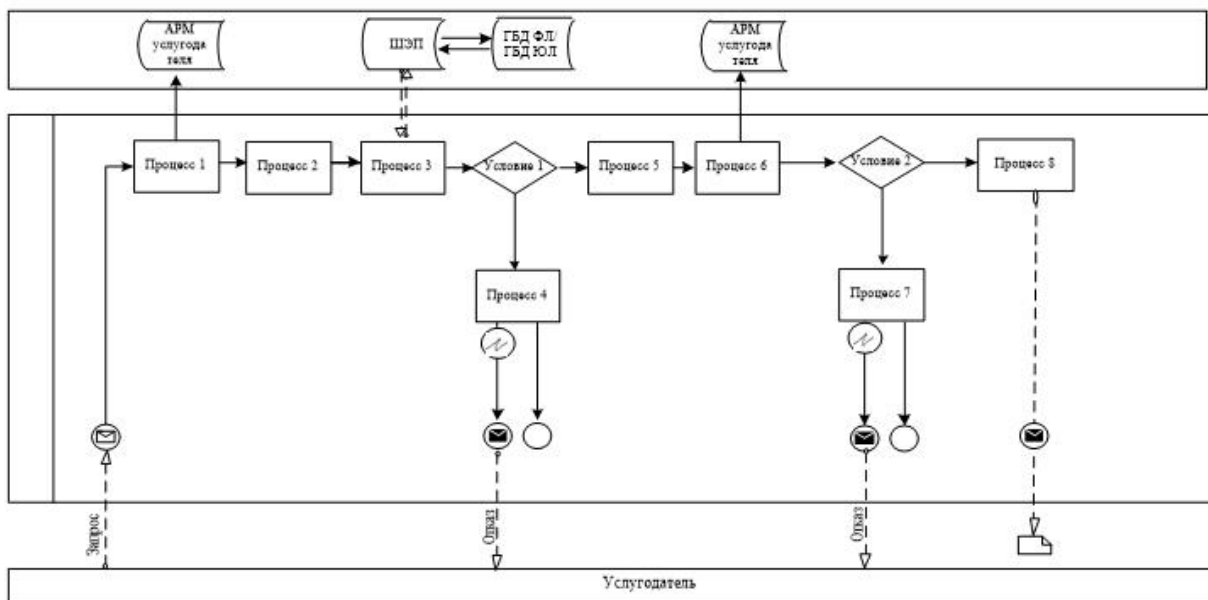 АРМ
услугода
теля
ШЭП
ГБД ФЛ/
ГБД ЮЛ
АРМ
услугода
теля
Процесс 1
Процесс 2
Процесс 3
Условие 1
Процесс 5
Процесс 6
Условие 2
Процесс 8
Процесс 4
Процесс 7
Запрос
Отказ
Отказ
Услугодатель